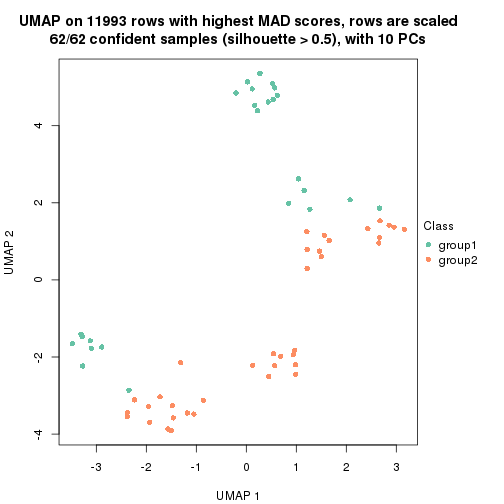 UMAP on 11993 rows with highest MAD scores, rows are scaled
62/62 confident samples (silhouette > 0.5), with 10 PCs
4
2
0
-2
-4
UMAP 2
-3
-2
-1
0
1
2
3
UMAP 1
Class
group1
group2